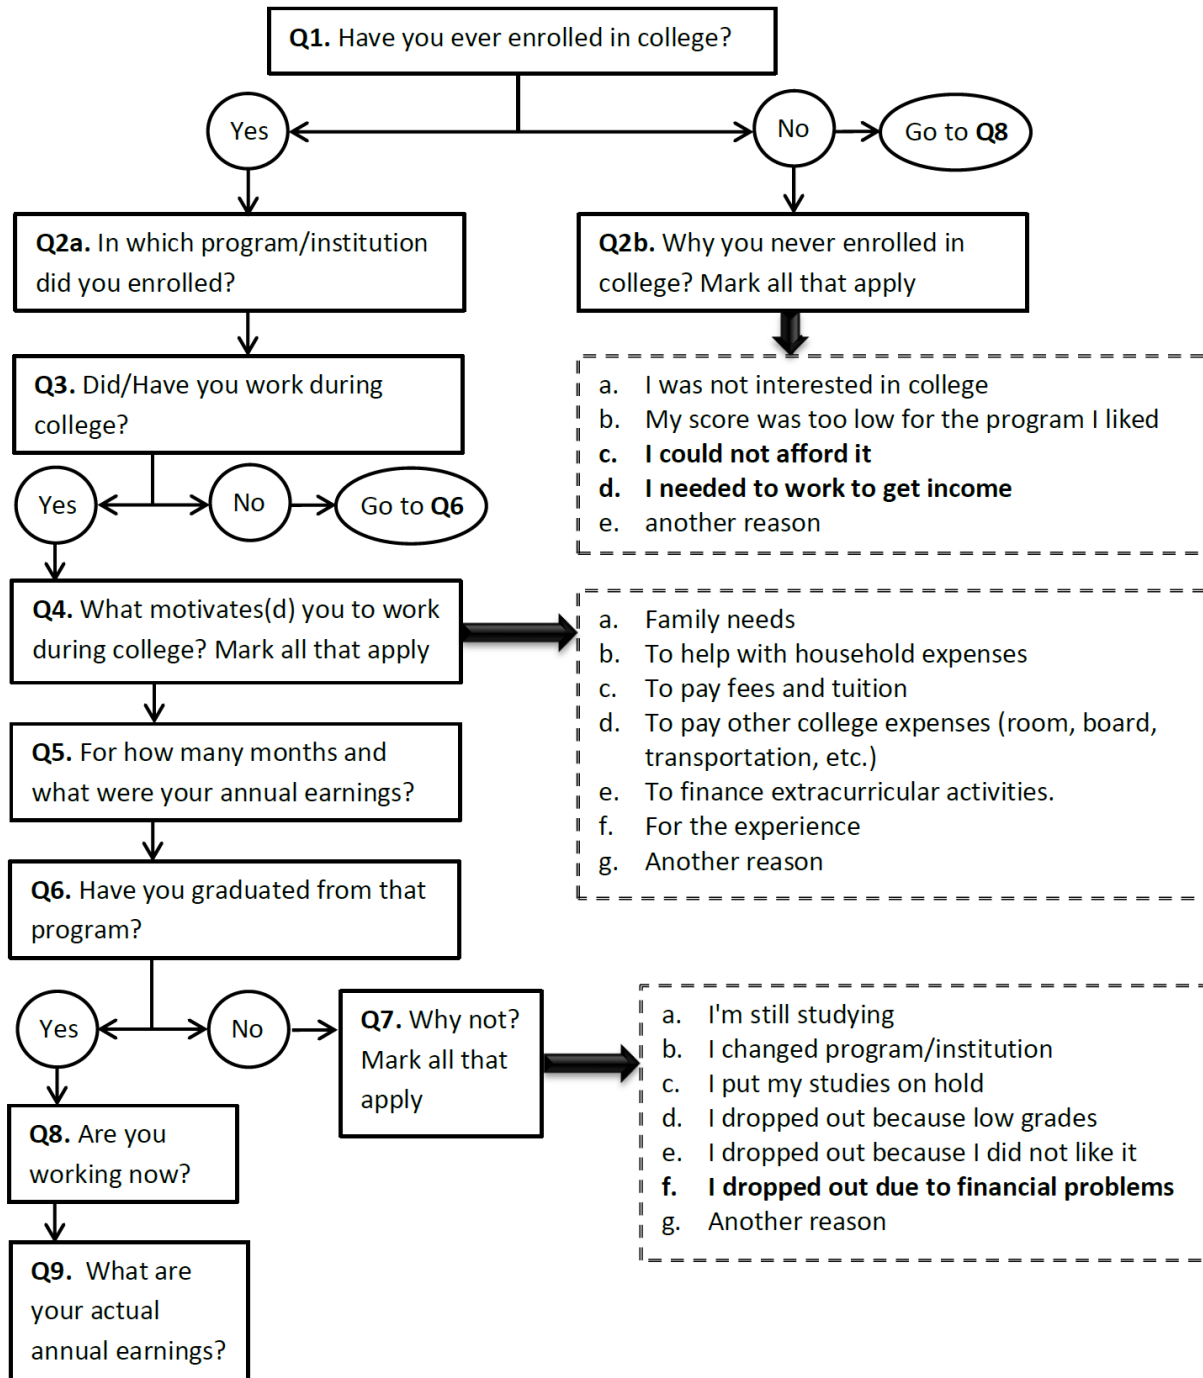 Q1. Have you ever enrolled in college?
Yes
No
Go to Q8
Q2a. In which program/institution
did you enrolled?
Q2b. Why you never enrolled in
college? Mark all that apply
a. I was not interested in college
b. My score was too low for the program I liked
c. I could not afford it
d. I needed to work to get income
e. another reason
Q3. Did/Have you work during
college?
Yes
No
Go to Q6
Q4. What motivates(d) you to work
during college? Mark all that apply
a. Family needs
b. To help with household expenses
c. To pay fees and tuition
d. To pay other college expenses (room, board,
transportation, etc.)
e. To finance extracurricular activities.
f. For the experience
g. Another reason
Q5. For how many months and
what were your annual earnings?
Q6. Have you graduated from that
program?
Yes
No
Q7. Why not?
Mark all that
apply
a. I'm still studying
b. I changed program/institution
c. I put my studies on hold
d. I dropped out because low grades
e. I dropped out because I did not like it
f. I dropped out due to financial problems
g. Another reason
Q8. Are you
working now?
Q9. What are
your actual
annual earnings?